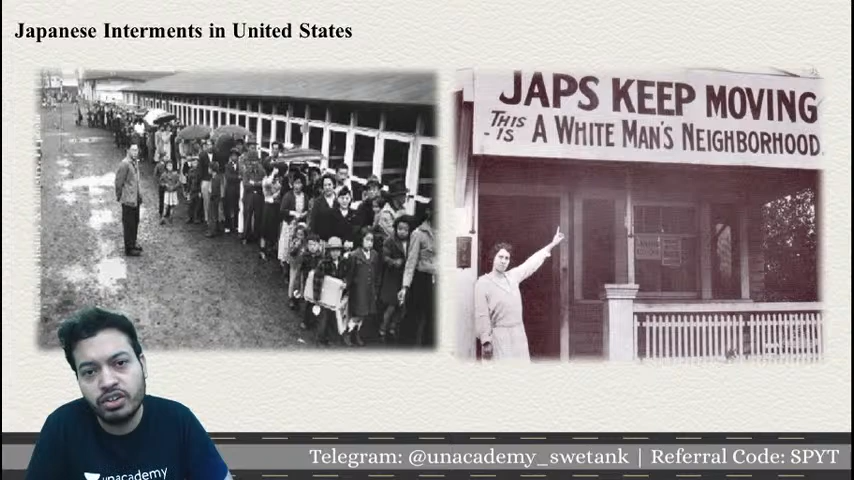 Japanese Interments in United States
JAPS KEEP MOVING
THIS IS - A WHITE MAN'S NEIGHBORHOOD.
unacademy
Telegram: @unacademy_swetank | Referral Code: SPYT